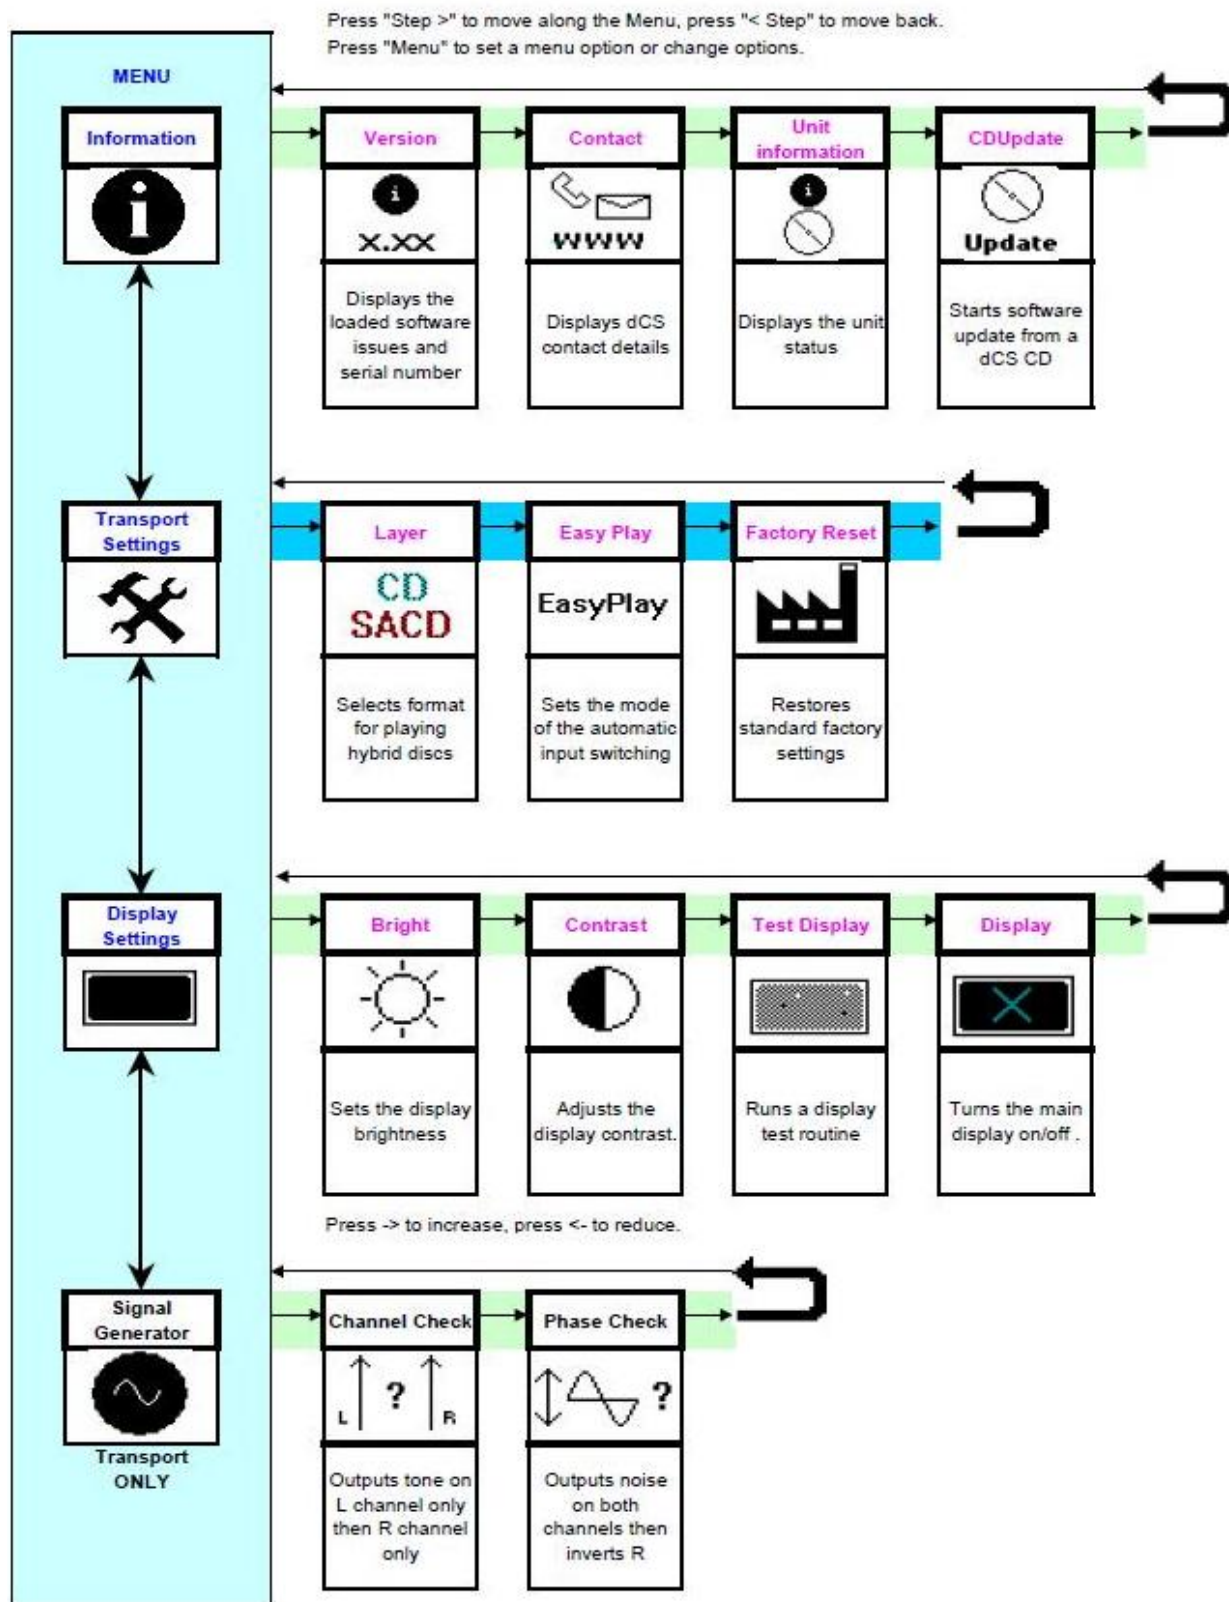 Press "Step >" to move along the Menu, press "< Step" to move back.
Press "Menu" to set a menu option or change options.
MENU
Information
Version
Contact
Unit
information
CDUpdate
i
i
X.XX
WWW
i
Update
Displays the
loaded software
issues and
serial number
Displays dCS
contact details
Displays the unit
status
Starts software
update from a
dCS CD
Transport
Settings
Layer
Easy Play
Factory Reset
CD
SACD
EasyPlay
Selects format
for playing
hybrid discs
Sets the mode
of the automatic
input switching
Restores
standard factory
settings
Display
Settings
Bright
Contrast
Test Display
Display
Sets the display
brightness
Adjusts the
display contrast.
Runs a display
test routine
Turns the main
display on/off .
Press -> to increase, press <- to reduce.
Signal
Generator
Channel Check
Phase Check
L ? R
?
Transport
ONLY
Outputs tone on
L channel only
then R channel
only
Outputs noise
on both
channels then
inverts R